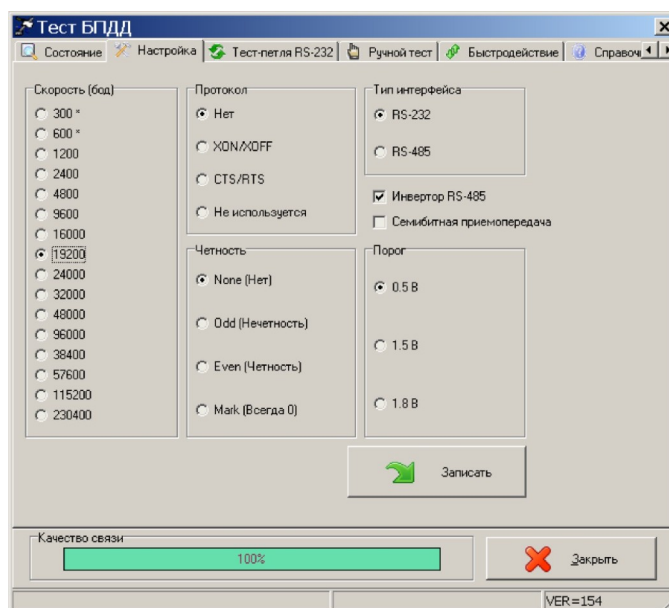 Тест БПДД
Состояние Настройка Тест-петля RS-232 Ручной тест Быстродействие Справоч
Скорость (бод)
300 *
600 *
1200
2400
4800
9600
16000
19200
24000
32000
48000
96000
38400
57600
115200
230400
Протокол
Нет
XON/XOFF
CTS/RTS
Не используется
Четность
None (Нет)
Odd (Нечетность)
Even (Четность)
Mark (Всегда 0)
Тип интерфейса
RS-232
RS-485
Инвертор RS-485
Семибитная приемопередача
Порог
0.5 В
1.5 В
1.8 В
Записать
Качество связи
100%
Закрыть
VER=154